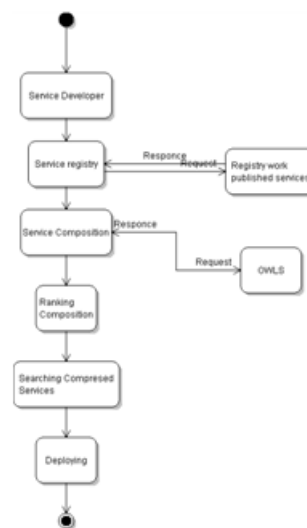 Service Developer
Responce
Service registry
Request
Registry work
published services
Service Composition
Responce
Request
OWLS
Ranking
Composition
Searching Compresed
Services
Deploying